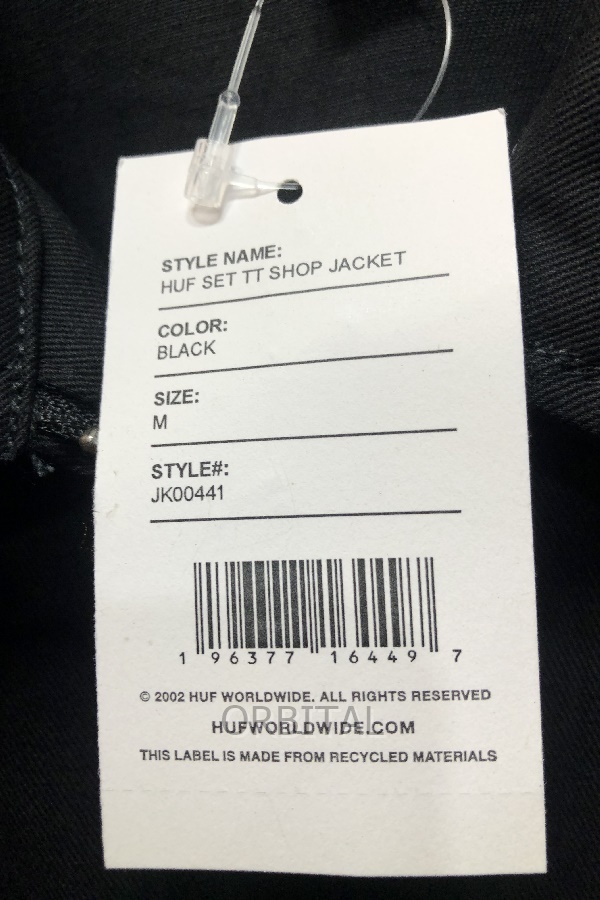 STYLE NAME:
HUF SET TT SHOP JACKET
COLOR:
BLACK
SIZE:
M
STYLE#:
JK00441
1 96377 16449 7
© 2002 HUF WORLDWIDE. ALL RIGHTS RESERVED
ORBITAL
HUFWORLDWIDE.COM
THIS LABEL IS MADE FROM RECYCLED MATERIALS